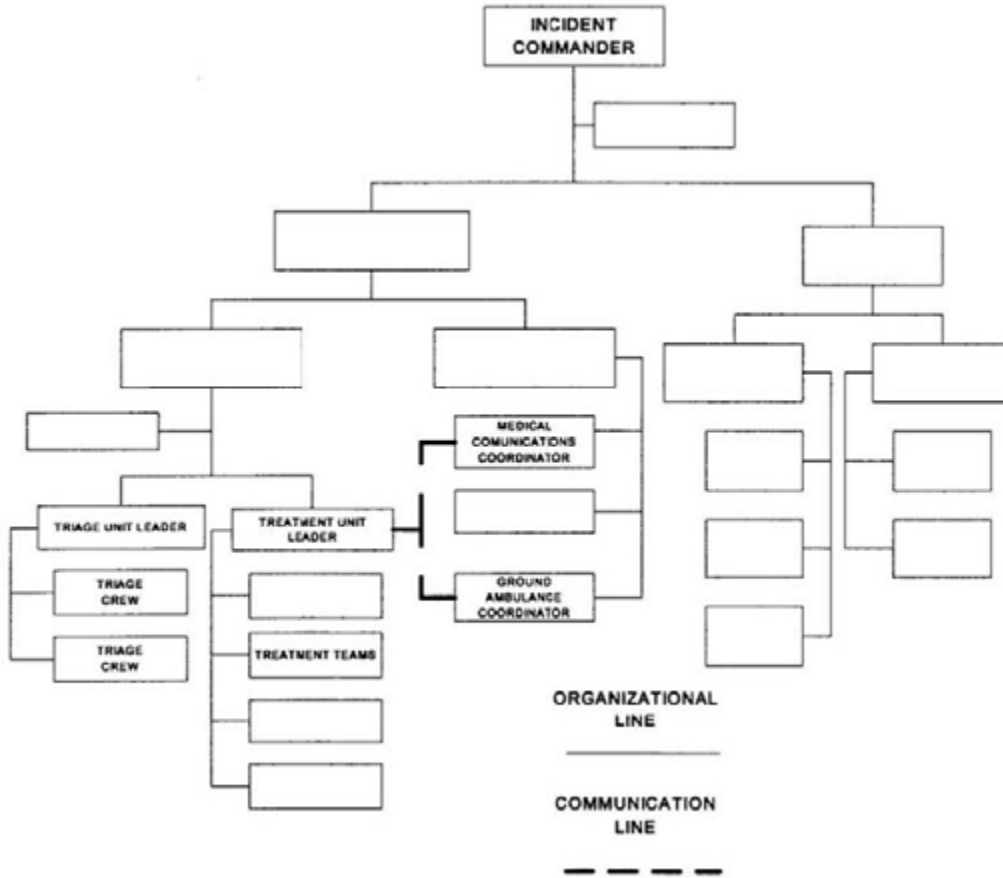 INCIDENT
COMMANDER
MEDICAL
COMUNICATIONS
COORDINATOR
TRIAGE UNIT LEADER
TREATMENT UNIT
LEADER
TRIAGE
CREW
GROUND
AMBULANCE
COORDINATOR
TREATMENT TEAMS
TRIAGE
CREW
ORGANIZATIONAL
LINE
COMMUNICATION
LINE